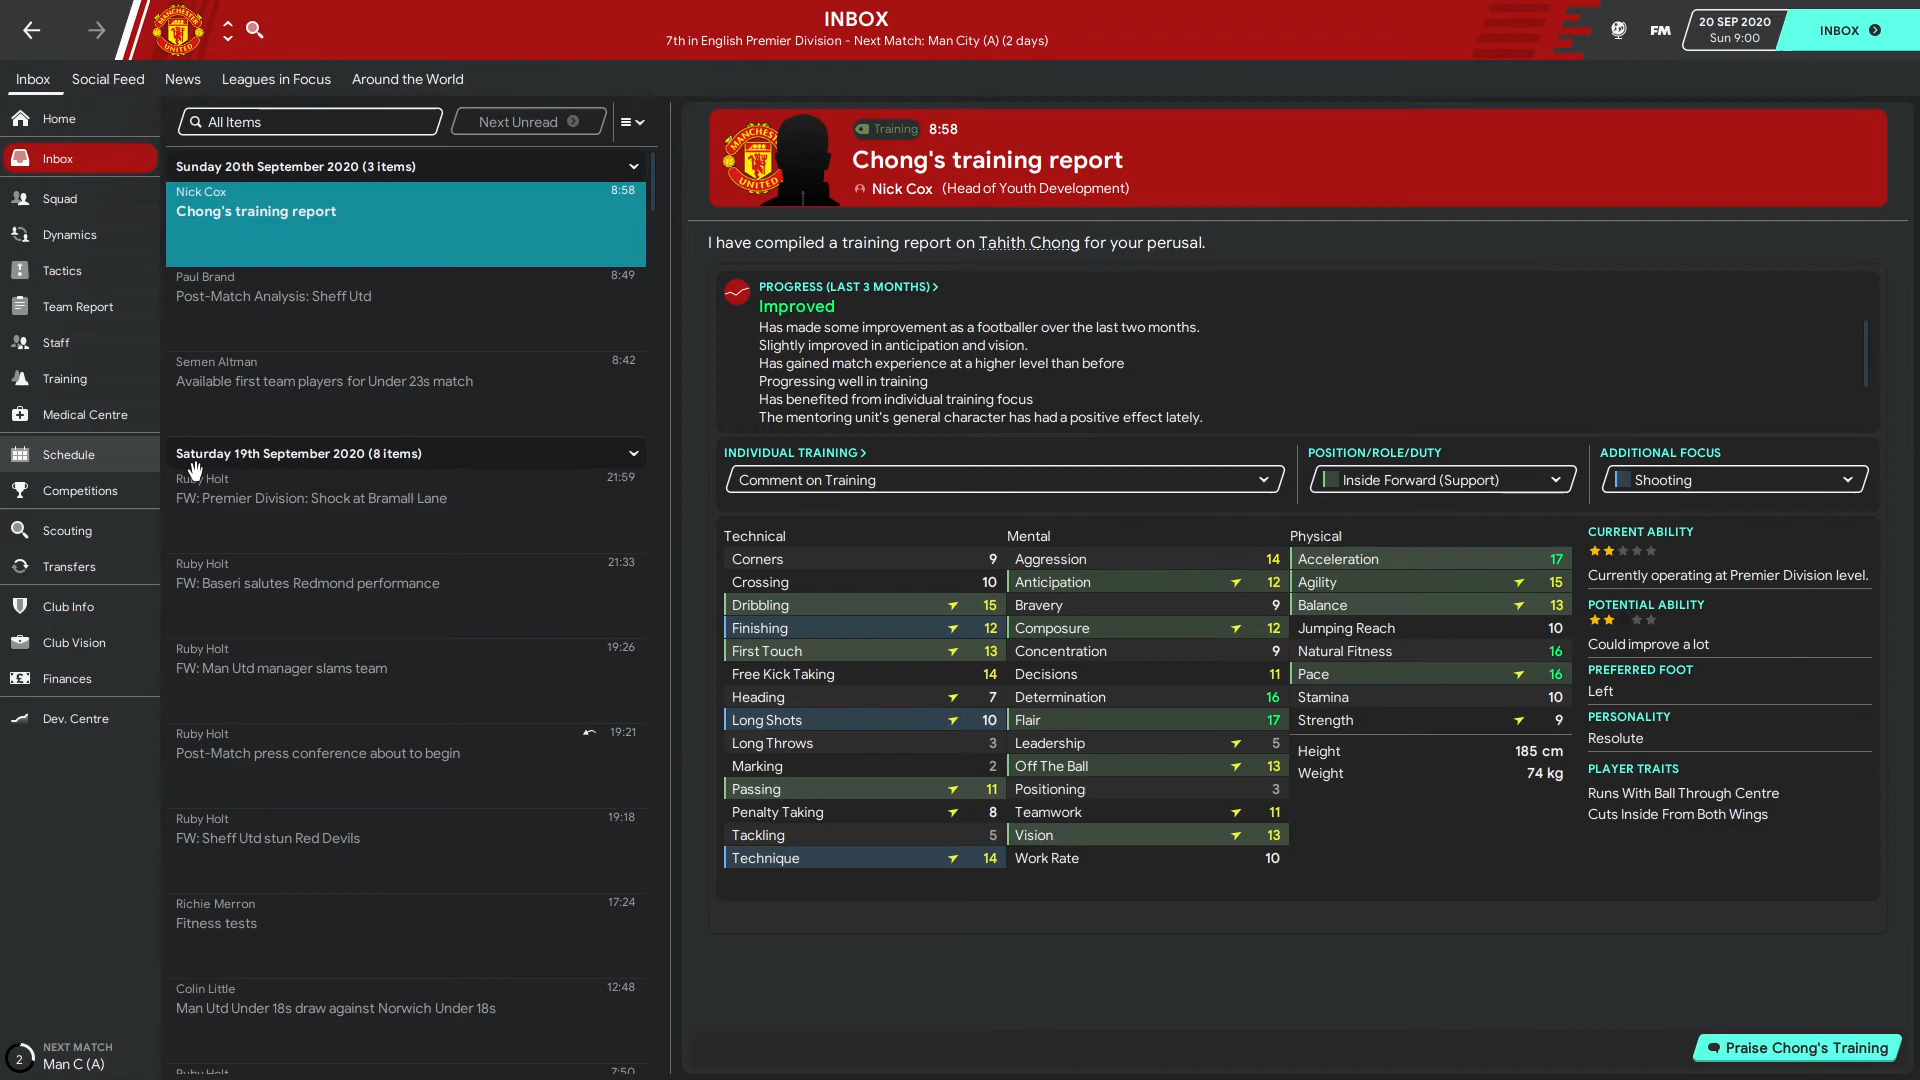 INBOX
7th in English Premier Division - Next Match: Man City (A) (2 days)
FM
20 SEP 2020
Sun 9:00
INBOX
Inbox
Social Feed
News
Leagues in Focus
Around the World
Home
Inbox
Squad
Dynamics
Tactics
Team Report
Staff
Training
Medical Centre
Schedule
Competitions
Scouting
Transfers
Club Info
Club Vision
Finances
Dev. Centre
2
NEXT MATCH
Man C (A)
All Items
Next Unread
Sunday 20th September 2020 (3 items)
Nick Cox 8:58
Chong's training report
Paul Brand 8:49
Post-Match Analysis: Sheff Utd
Semen Altman 8:42
Available first team players for Under 23s match
Saturday 19th September 2020 (8 items)
Ruby Holt 21:59
FW: Premier Division: Shock at Bramall Lane
Ruby Holt 21:33
FW: Baseri salutes Redmond performance
Ruby Holt 19:26
FW: Man Utd manager slams team
Ruby Holt 19:21
Post-Match press conference about to begin
Ruby Holt 19:18
FW: Sheff Utd stun Red Devils
Richie Merron 17:24
Fitness tests
Colin Little 12:48
Man Utd Under 18s draw against Norwich Under 18s
Ruby Holt 7:50
MANCHESTER
UNITED
Training 8:58
Chong's training report
Nick Cox (Head of Youth Development)
I have compiled a training report on Tahith Chong for your perusal.
PROGRESS (LAST 3 MONTHS) >
Improved
Has made some improvement as a footballer over the last two months.
Slightly improved in anticipation and vision.
Has gained match experience at a higher level than before
Progressing well in training
Has benefited from individual training focus
The mentoring unit's general character has had a positive effect lately.
INDIVIDUAL TRAINING >
Comment on Training
POSITION/ROLE/DUTY
Inside Forward (Support)
ADDITIONAL FOCUS
Shooting
Technical
Corners 9
Crossing 10
Dribbling 15
Finishing 12
First Touch 13
Free Kick Taking 14
Heading 7
Long Shots 10
Long Throws 3
Marking 2
Passing 11
Penalty Taking 8
Tackling 5
Technique 14
Mental
Aggression 14
Anticipation 12
Bravery 9
Composure 12
Concentration 9
Decisions 11
Determination 16
Flair 17
Leadership 5
Off The Ball 13
Positioning 3
Teamwork 11
Vision 13
Work Rate 10
Physical
Acceleration 17
Agility 15
Balance 13
Jumping Reach 10
Natural Fitness 16
Pace 16
Stamina 10
Strength 9
Height 185 cm
Weight 74 kg
CURRENT ABILITY
Currently operating at Premier Division level.
POTENTIAL ABILITY
Could improve a lot
PREFERRED FOOT
Left
PERSONALITY
Resolute
PLAYER TRAITS
Runs With Ball Through Centre
Cuts Inside From Both Wings
Praise Chong's Training